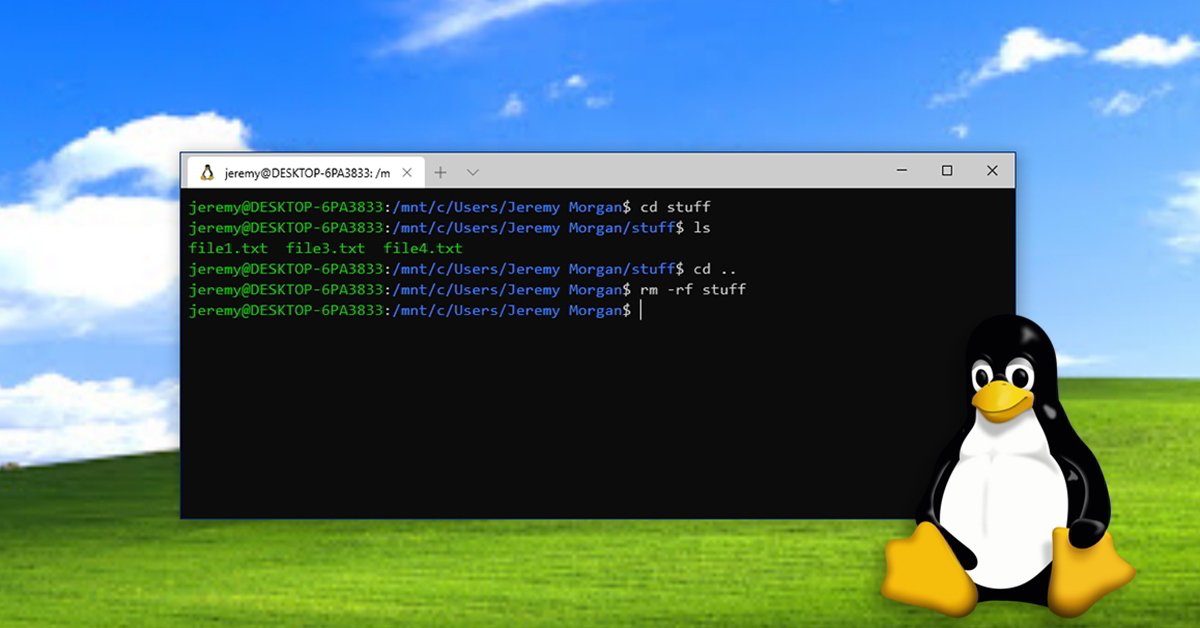 jeremy@DESKTOP-6PA3833: /m
jeremy@DESKTOP-6PA3833:/mnt/c/Users/Jeremy Morgan$ cd stuff
jeremy@DESKTOP-6PA3833:/mnt/c/Users/Jeremy Morgan/stuff$ ls
file1.txt  file3.txt  file4.txt
jeremy@DESKTOP-6PA3833:/mnt/c/Users/Jeremy Morgan/stuff$ cd ..
jeremy@DESKTOP-6PA3833:/mnt/c/Users/Jeremy Morgan$ rm -rf stuff
jeremy@DESKTOP-6PA3833:/mnt/c/Users/Jeremy Morgan$